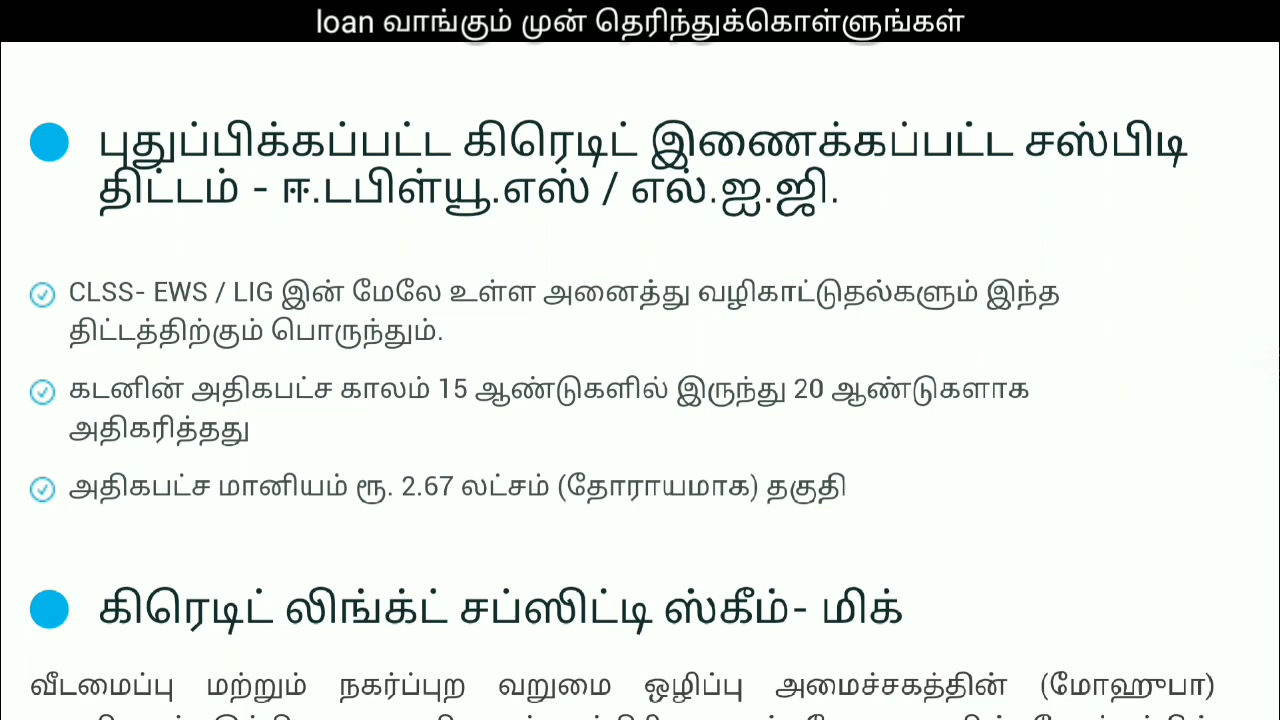 loan வாங்கும் முன் தெரிந்துக்கொள்ளுங்கள்
புதுப்பிக்கப்பட்ட கிரெடிட் இணைக்கப்பட்ட சஸ்பிடி
திட்டம் - ஈ.டபிள்யூ.எஸ் / எல்.ஐ.ஜி.
CLSS- EWS / LIG இன் மேலே உள்ள அனைத்து வழிகாட்டுதல்களும் இந்த
திட்டத்திற்கும் பொருந்தும்.
கடனின் அதிகபட்ச காலம் 15 ஆண்டுகளில் இருந்து 20 ஆண்டுகளாக
அதிகரித்தது
அதிகபட்ச மானியம் ரூ. 2.67 லட்சம் (தோராயமாக) தகுதி
கிரெடிட் லிங்க்ட் சப்ஸிட்டி ஸ்கீம்- மிக்
வீடமைப்பு மற்றும் நகர்ப்புற வறுமை ஒழிப்பு அமைச்சகத்தின் (மோஹுபா)